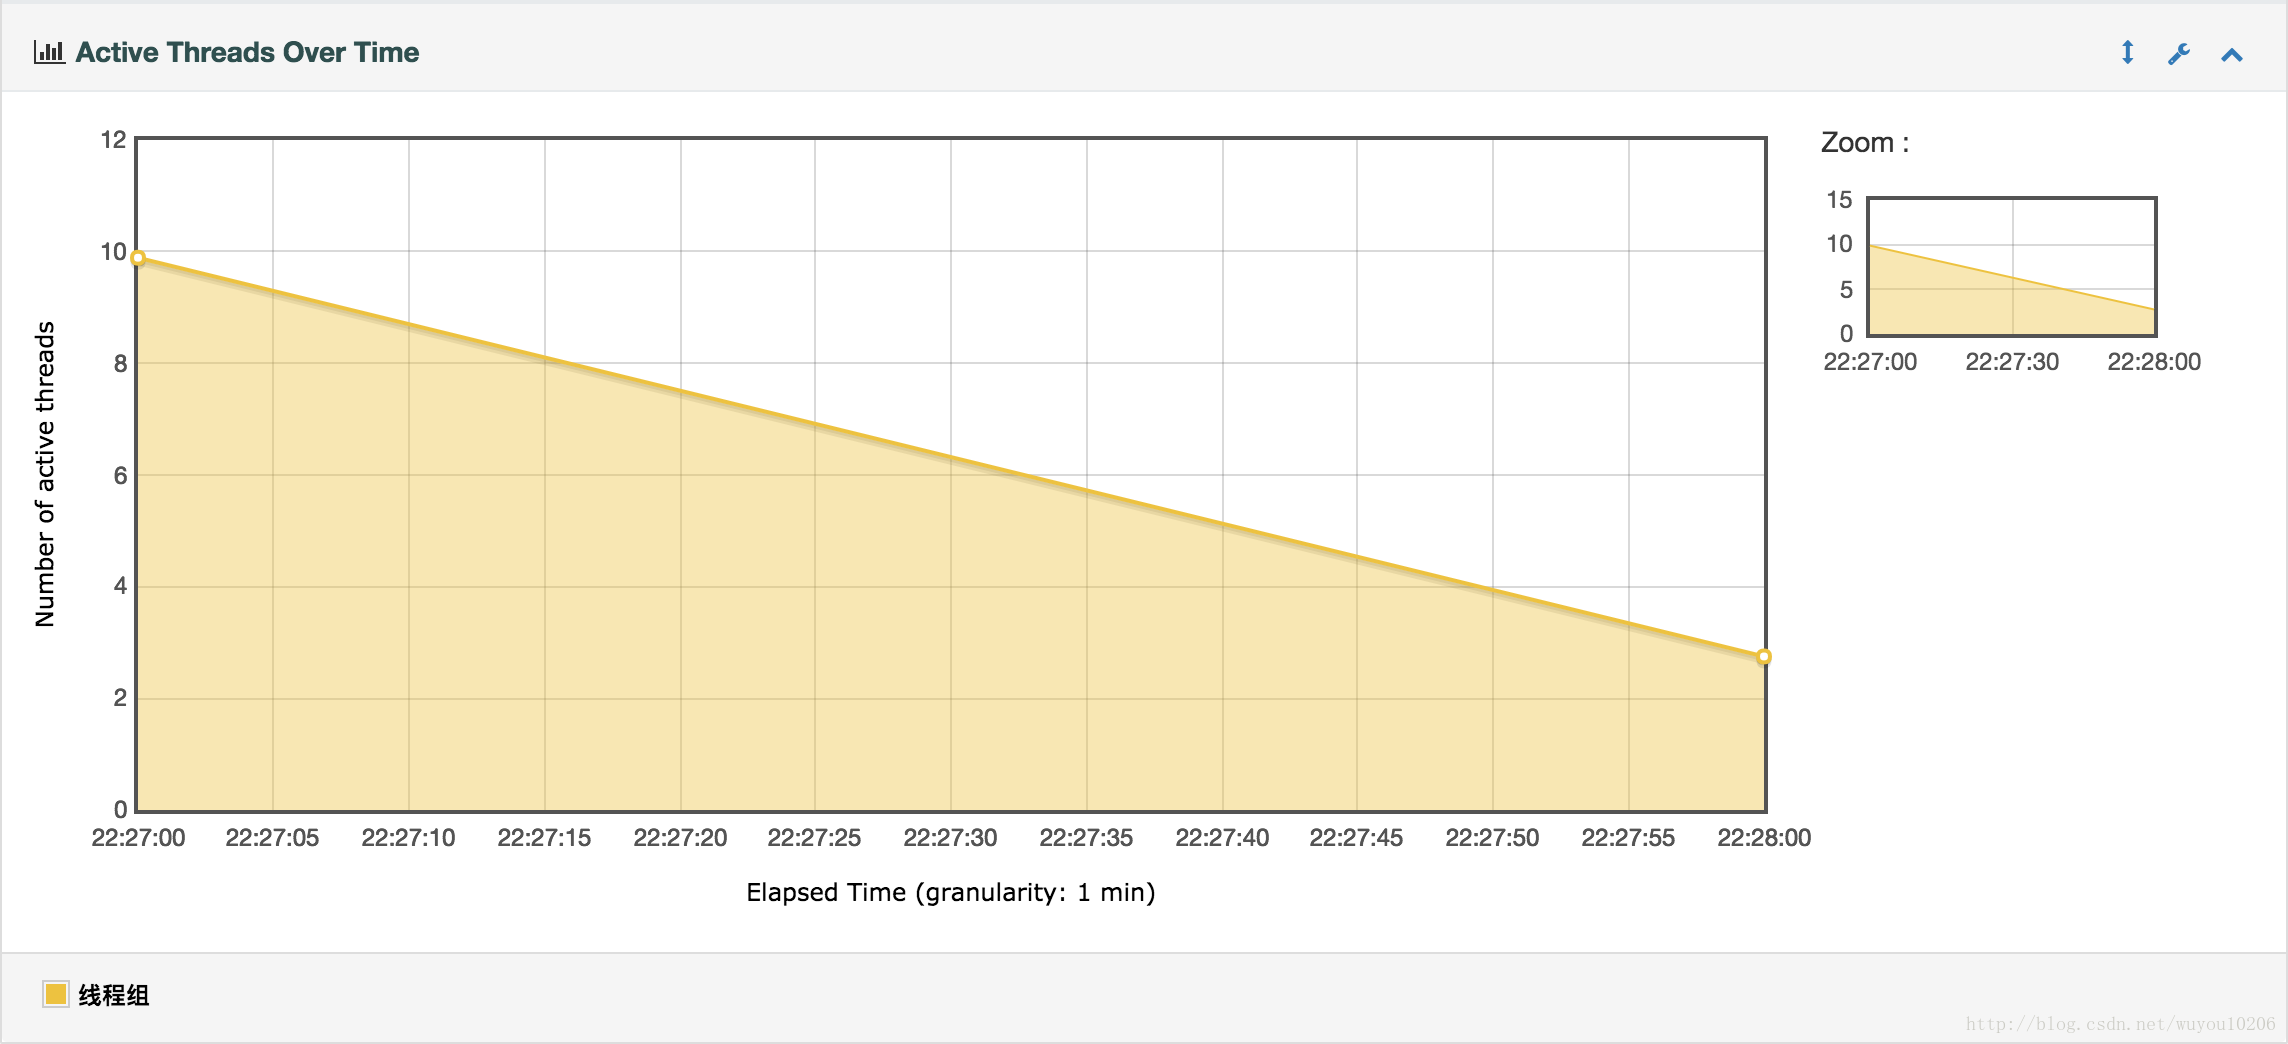 Active Threads Over Time
12
10
8
6
4
2
0
Number of active threads
22:27:00 22:27:05 22:27:10 22:27:15 22:27:20 22:27:25 22:27:30 22:27:35 22:27:40 22:27:45 22:27:50 22:27:55 22:28:00
Elapsed Time (granularity: 1 min)
Zoom :
15
10
5
0
22:27:00 22:27:30 22:28:00
线程组
http://blog.csdn.net/wuyou10206